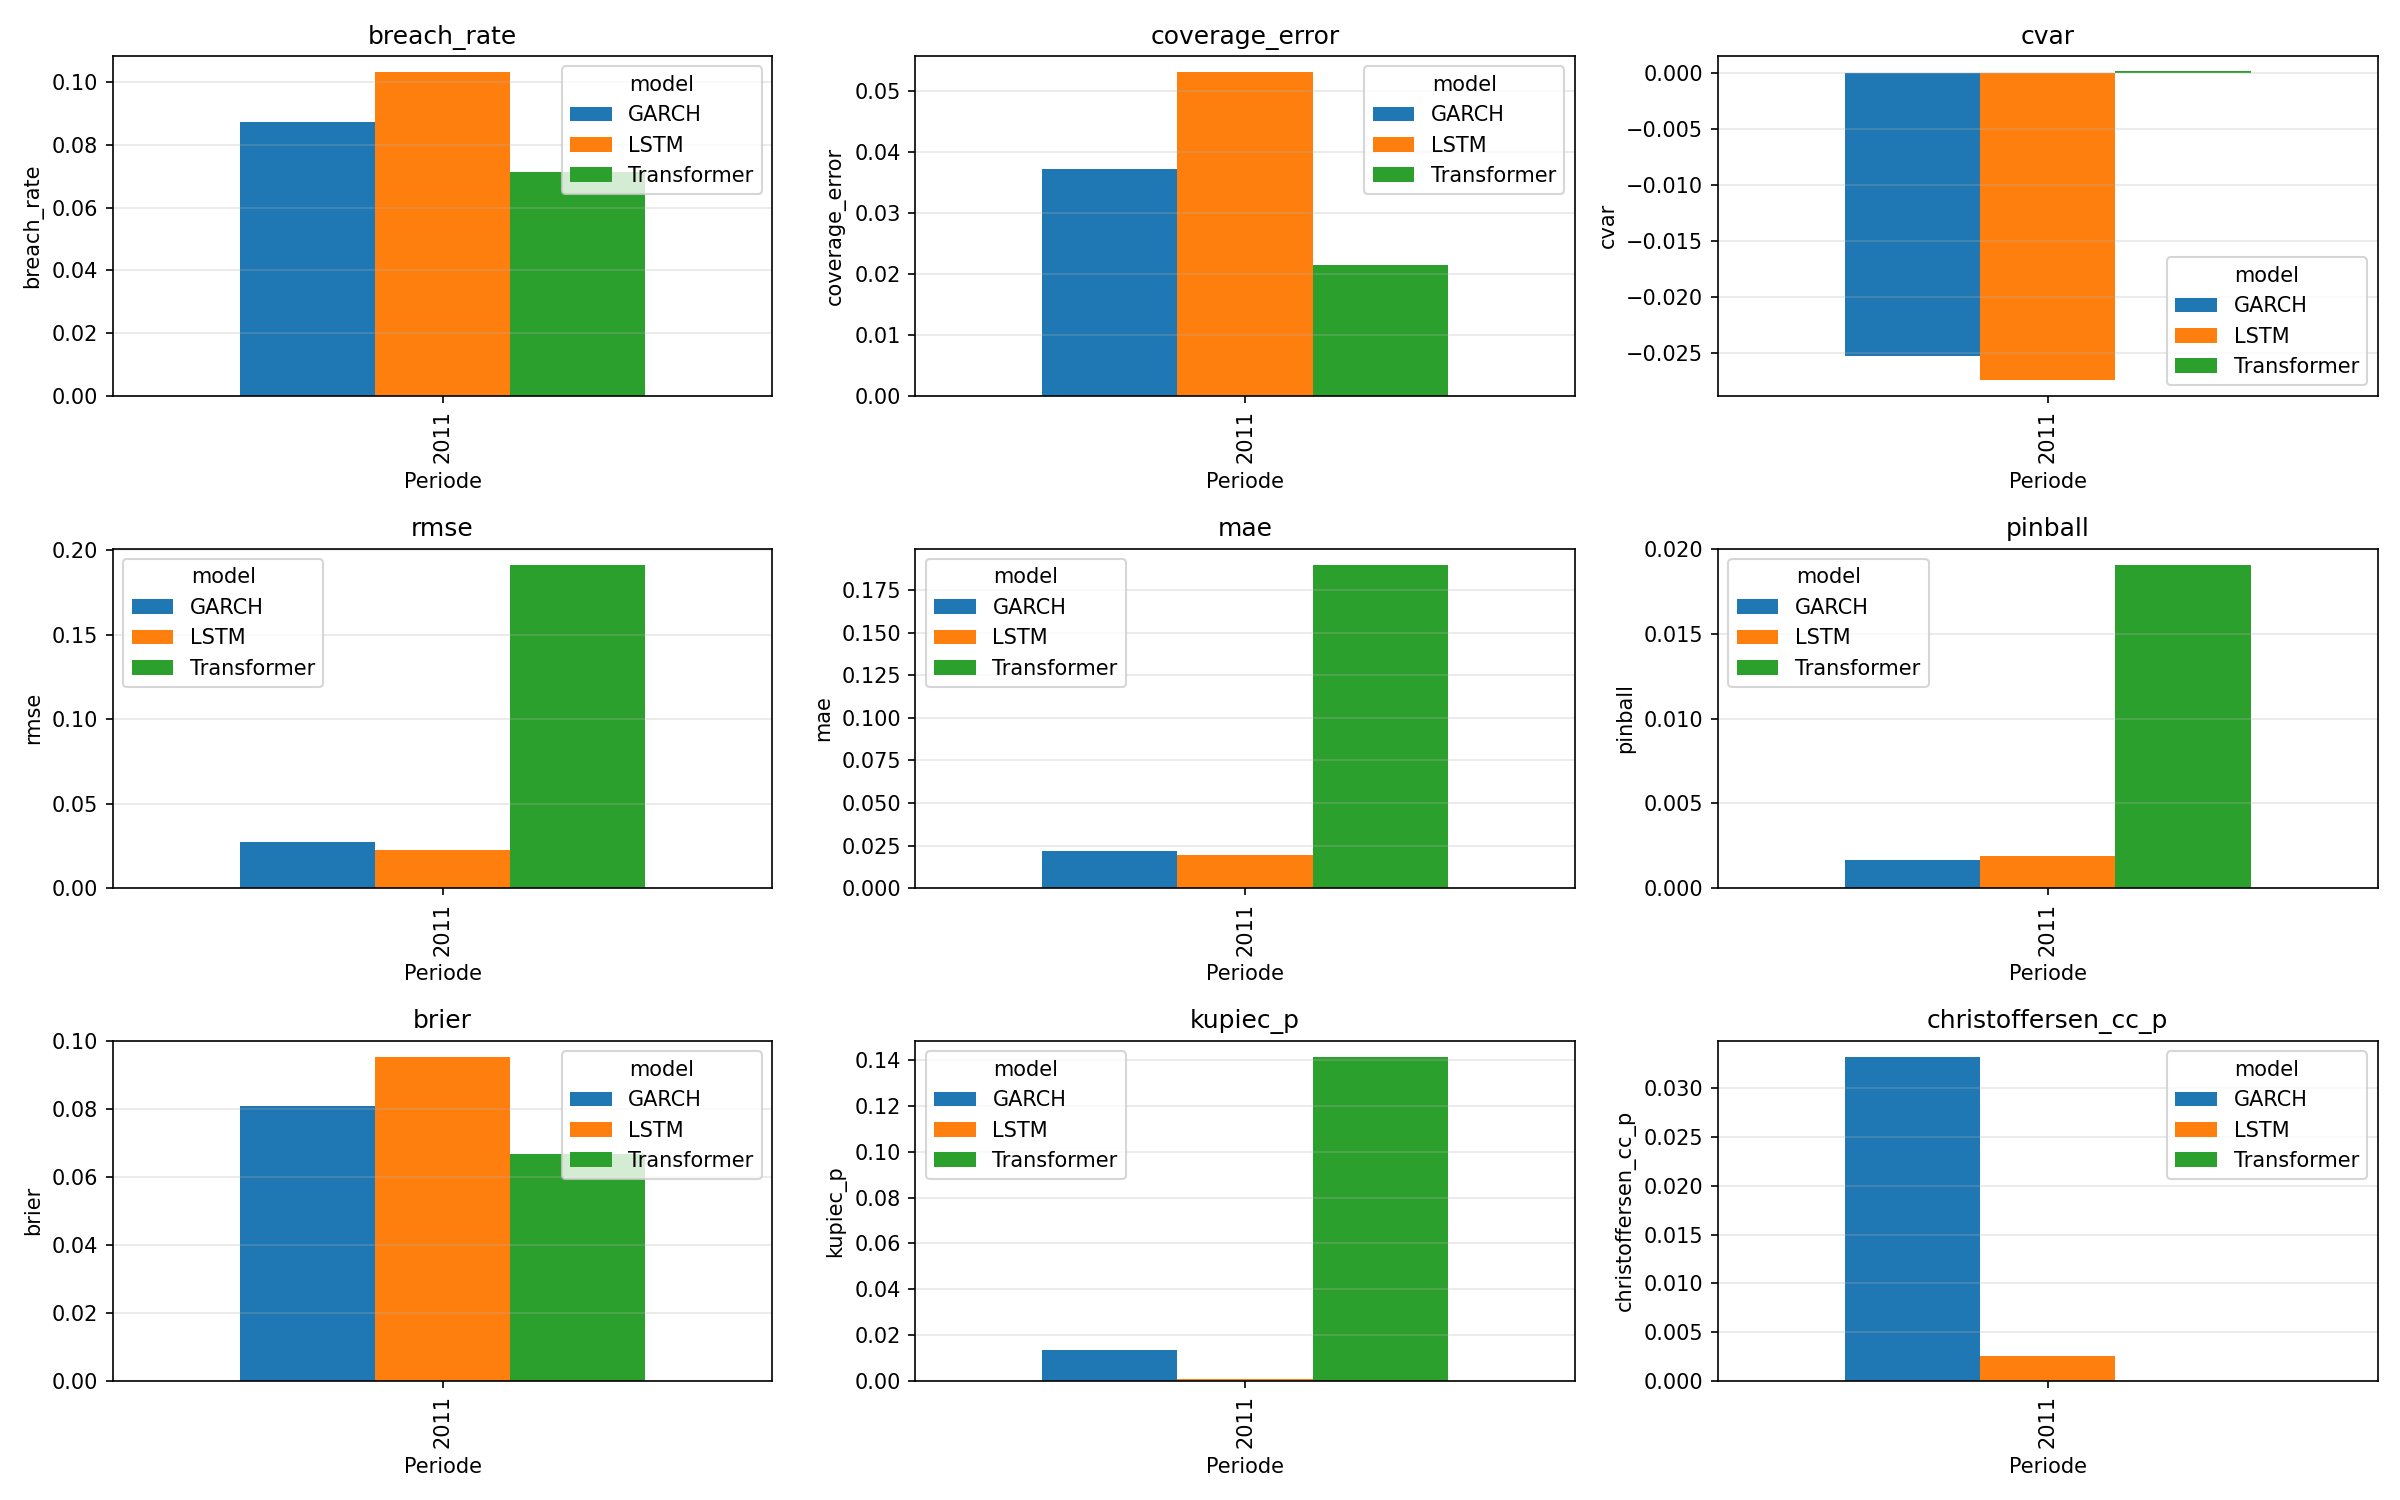 breach_rate
breach_rate
0.10
0.08
0.06
0.04
0.02
0.00
model
GARCH
LSTM
Transformer
2011
Periode
coverage_error
coverage_error
0.05
0.04
0.03
0.02
0.01
0.00
model
GARCH
LSTM
Transformer
2011
Periode
cvar
cvar
0.000
−0.005
−0.010
−0.015
−0.020
−0.025
model
GARCH
LSTM
Transformer
2011
Periode
rmse
rmse
0.20
0.15
0.10
0.05
0.00
model
GARCH
LSTM
Transformer
2011
Periode
mae
mae
0.175
0.150
0.125
0.100
0.075
0.050
0.025
0.000
model
GARCH
LSTM
Transformer
2011
Periode
pinball
pinball
0.020
0.015
0.010
0.005
0.000
model
GARCH
LSTM
Transformer
2011
Periode
brier
brier
0.10
0.08
0.06
0.04
0.02
0.00
model
GARCH
LSTM
Transformer
2011
Periode
kupiec_p
kupiec_p
0.14
0.12
0.10
0.08
0.06
0.04
0.02
0.00
model
GARCH
LSTM
Transformer
2011
Periode
christoffersen_cc_p
christoffersen_cc_p
0.030
0.025
0.020
0.015
0.010
0.005
0.000
model
GARCH
LSTM
Transformer
2011
Periode